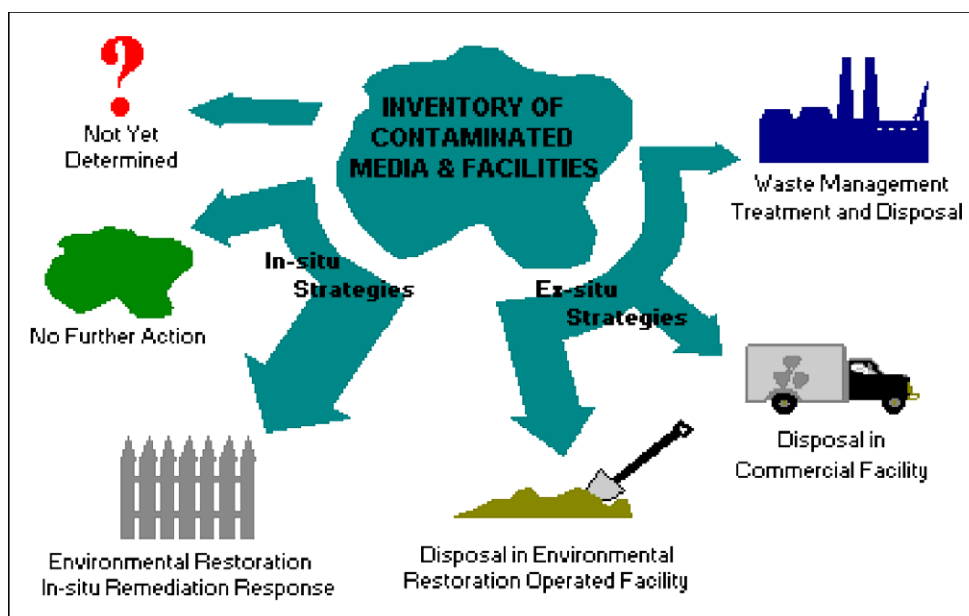 INVENTORY OF
CONTAMINATED
MEDIA & FACILITIES
Not Yet
Determined
Waste Management
Treatment and Disposal
In-situ
Strategies
Ex-situ
Strategies
No Further Action
Disposal in
Commercial Facility
Environmental Restoration
In-situ Remediation Response
Disposal in Environmental
Restoration Operated Facility